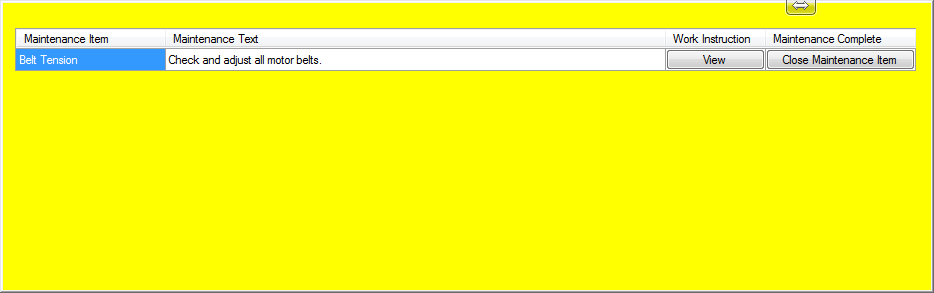 Maintenance Item Maintenance Text Work Instruction Maintenance Complete
Belt Tension Check and adjust all motor belts. View Close Maintenance Item